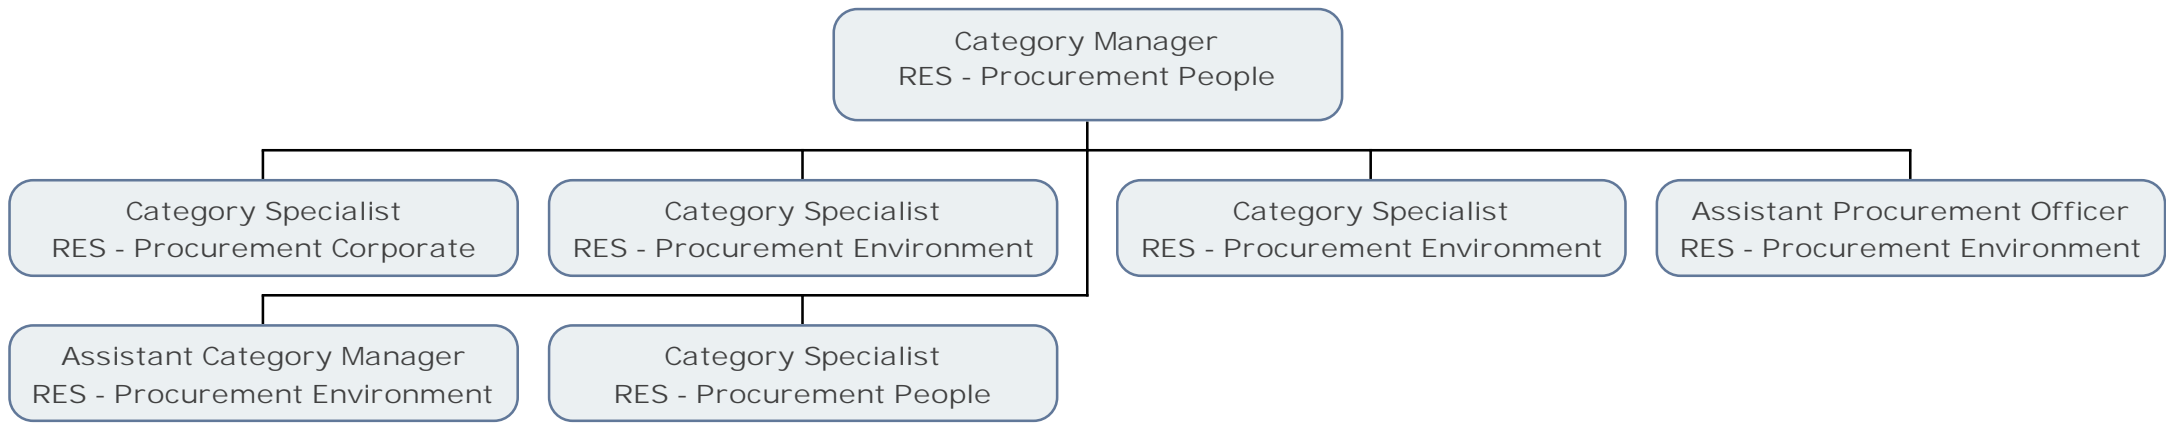 Category Manager
RES - Procurement People
Category Specialist
RES - Procurement Corporate
Category Specialist
RES - Procurement Environment
Category Specialist
RES - Procurement Environment
Assistant Procurement Officer
RES - Procurement Environment
Assistant Category Manager
RES - Procurement Environment
Category Specialist
RES - Procurement People